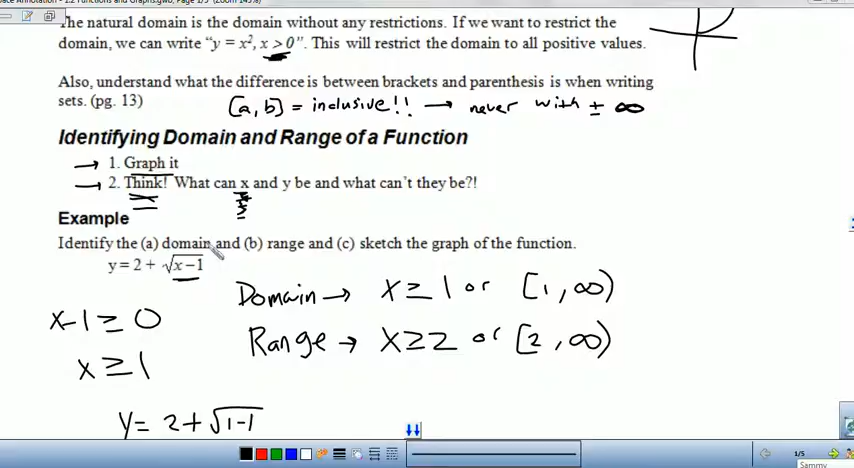 The natural domain is the domain without any restrictions. If we want to restrict the
domain, we can write “y = x², x > 0”. This will restrict the domain to all positive values.
Also, understand what the difference is between brackets and parenthesis is when writing
sets. (pg. 13)
[a, b] = inclusive!! → never with ± ∞
Identifying Domain and Range of a Function
→ 1. Graph it
→ 2. Think! What can x and y be and what can't they be?!
Example
Identify the (a) domain and (b) range and (c) sketch the graph of the function.
y = 2 + √(x−1)
Domain → x ≥ 1 or [1, ∞)
x-1 ≥ 0
Range → x ≥ 2 or [2, ∞)
x ≥ 1
y = 2 + √(1-1)
1/5
Sammy